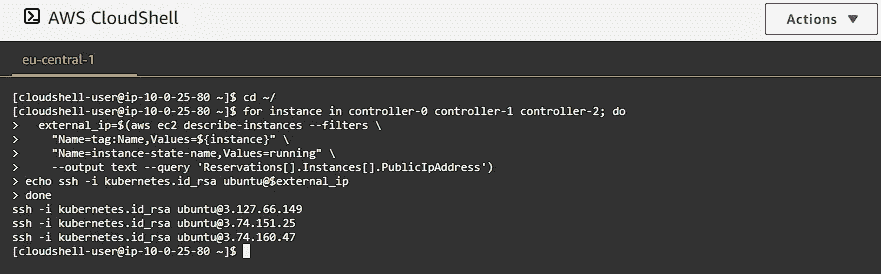 AWS CloudShell
Actions
eu-central-1
[cloudshell-user@ip-10-0-25-80 ~]$ cd ~/
[cloudshell-user@ip-10-0-25-80 ~]$ for instance in controller-0 controller-1 controller-2; do
>   external_ip=$(aws ec2 describe-instances --filters \
>     "Name=tag:Name,Values=${instance}" \
>     "Name=instance-state-name,Values=running" \
>     --output text --query 'Reservations[].Instances[].PublicIpAddress')
> echo ssh -i kubernetes.id_rsa ubuntu@$external_ip
> done
ssh -i kubernetes.id_rsa ubuntu@3.127.66.149
ssh -i kubernetes.id_rsa ubuntu@3.74.151.25
ssh -i kubernetes.id_rsa ubuntu@3.74.160.47
[cloudshell-user@ip-10-0-25-80 ~]$